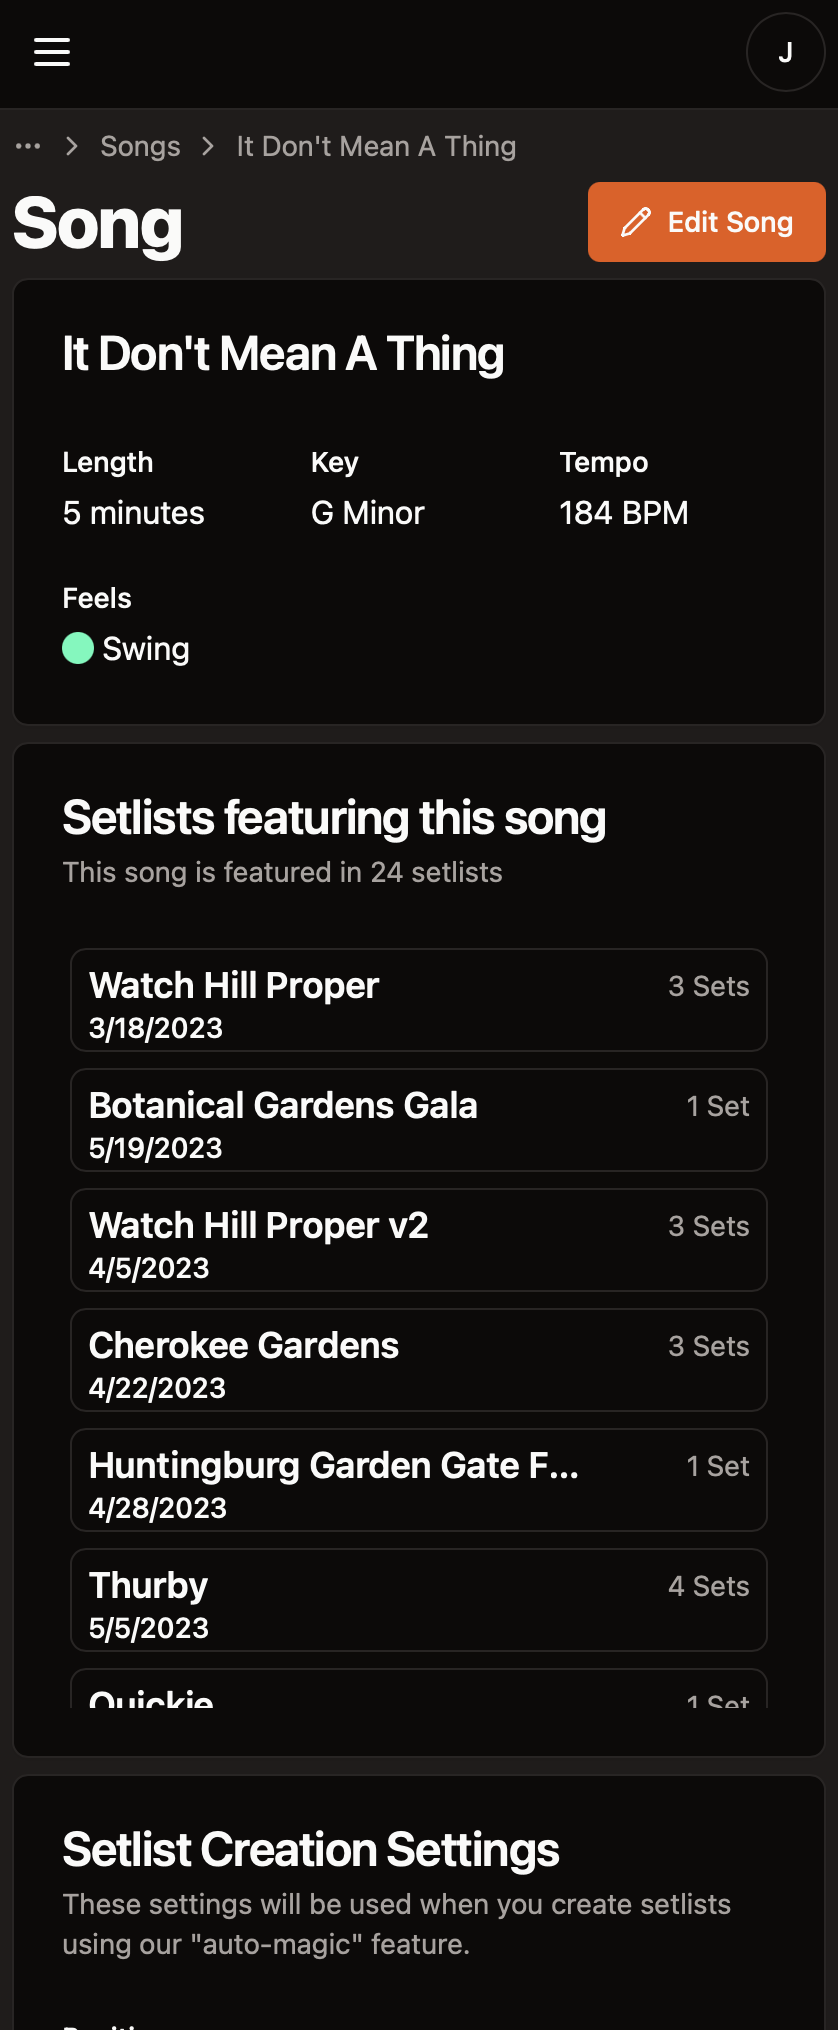 J
... > Songs > It Don't Mean A Thing
Song
Edit Song
It Don't Mean A Thing
Length Key Tempo
5 minutes G Minor 184 BPM
Feels
Swing
Setlists featuring this song
This song is featured in 24 setlists
Watch Hill Proper 3 Sets
3/18/2023
Botanical Gardens Gala 1 Set
5/19/2023
Watch Hill Proper v2 3 Sets
4/5/2023
Cherokee Gardens 3 Sets
4/22/2023
Huntingburg Garden Gate F... 1 Set
4/28/2023
Thurby 4 Sets
5/5/2023
Quickie 1 Set
Setlist Creation Settings
These settings will be used when you create setlists
using our "auto-magic" feature.